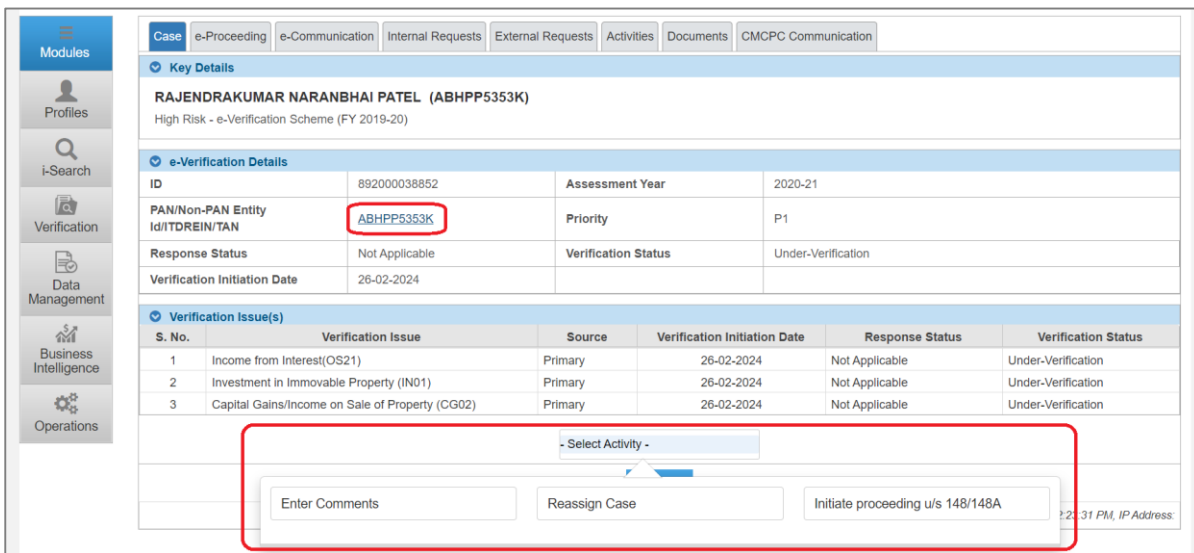 Modules
Profiles
i-Search
Verification
Data
Management
Business
Intelligence
Operations
Case e-Proceeding e-Communication Internal Requests External Requests Activities Documents CMCPC Communication
Key Details
RAJENDRAKUMAR NARANBHAI PATEL (ABHPP5353K)
High Risk - e-Verification Scheme (FY 2019-20)
e-Verification Details
ID 892000038852 Assessment Year 2020-21
PAN/Non-PAN Entity
Id/ITDREIN/TAN ABHPP5353K Priority P1
Response Status Not Applicable Verification Status Under-Verification
Verification Initiation Date 26-02-2024
Verification Issue(s)
S. No. Verification Issue Source Verification Initiation Date Response Status Verification Status
1 Income from Interest(OS21) Primary 26-02-2024 Not Applicable Under-Verification
2 Investment in Immovable Property (IN01) Primary 26-02-2024 Not Applicable Under-Verification
3 Capital Gains/Income on Sale of Property (CG02) Primary 26-02-2024 Not Applicable Under-Verification
- Select Activity -
Enter Comments Reassign Case Initiate proceeding u/s 148/148A
:31 PM, IP Address: